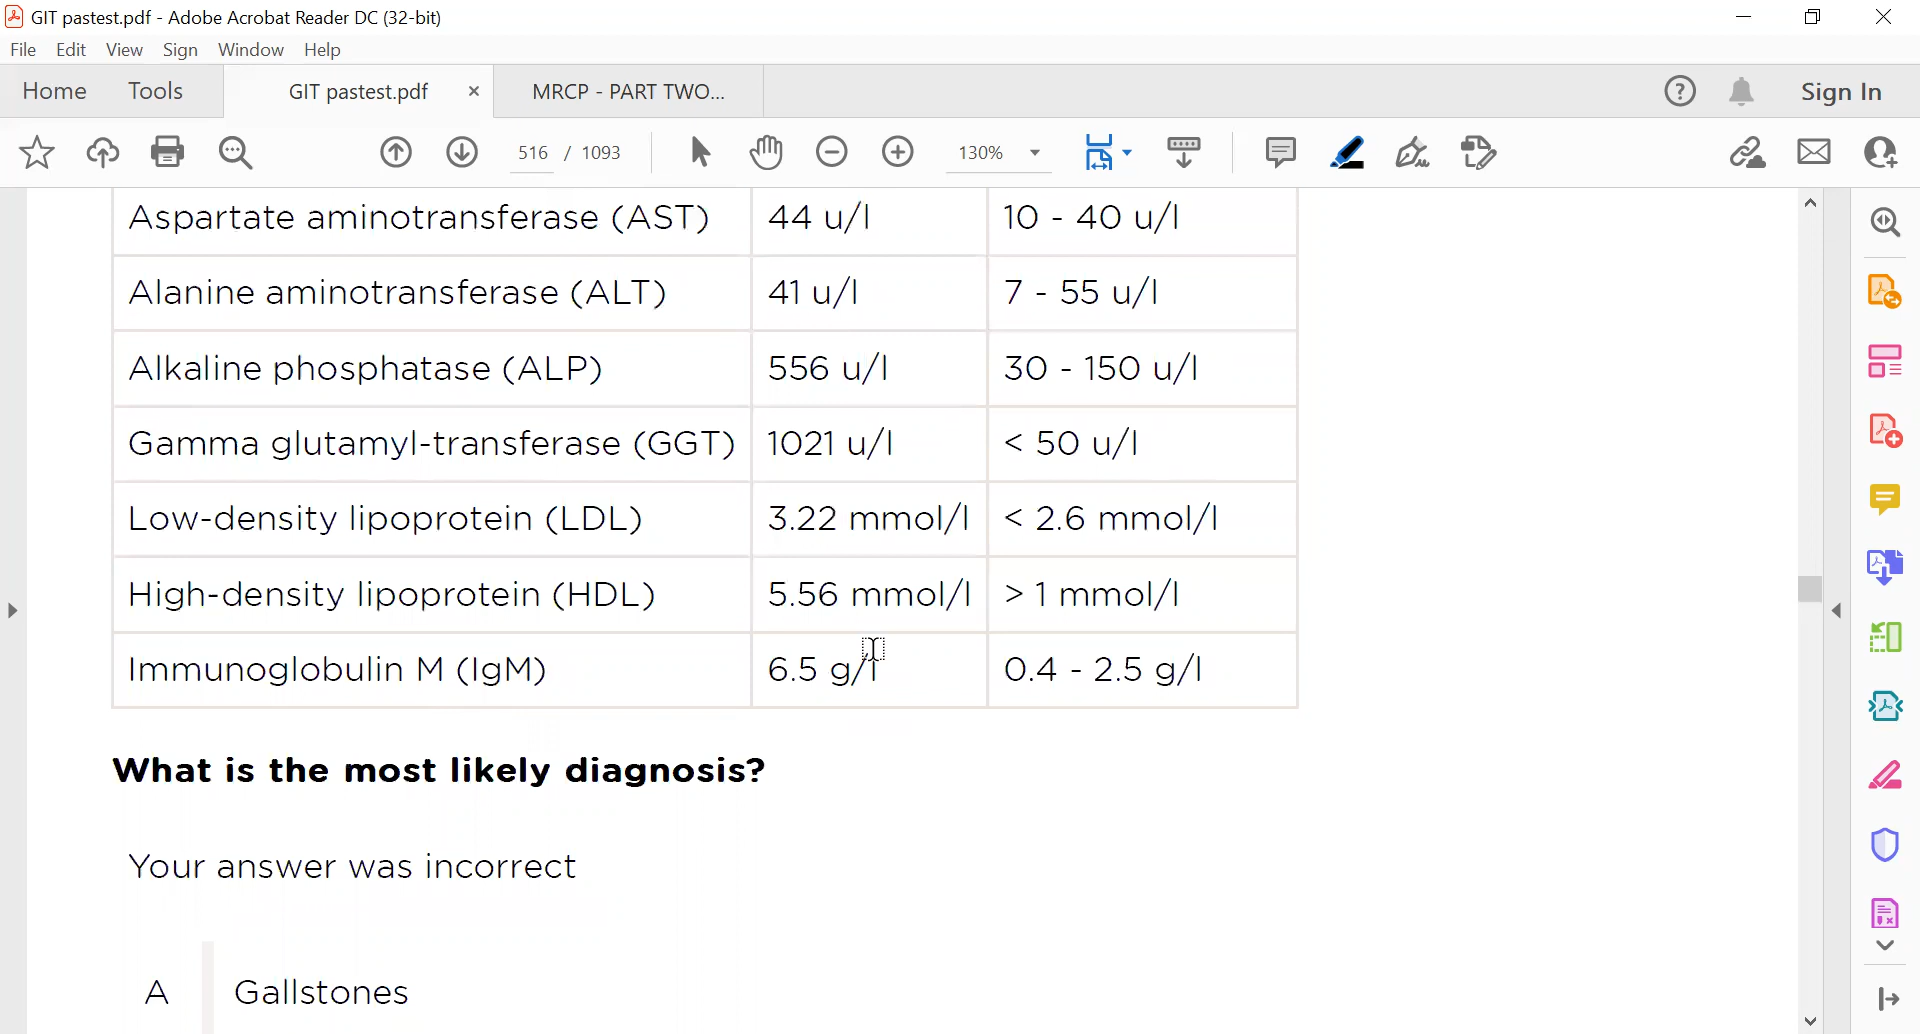 GIT pastest.pdf - Adobe Acrobat Reader DC (32-bit)
File Edit View Sign Window Help
Home Tools GIT pastest.pdf × MRCP - PART TWO... ? Sign In
516 / 1093 130%
Aspartate aminotransferase (AST) 44 u/l 10 - 40 u/l
Alanine aminotransferase (ALT) 41 u/l 7 - 55 u/l
Alkaline phosphatase (ALP) 556 u/l 30 - 150 u/l
Gamma glutamyl-transferase (GGT) 1021 u/l < 50 u/l
Low-density lipoprotein (LDL) 3.22 mmol/l < 2.6 mmol/l
High-density lipoprotein (HDL) 5.56 mmol/l > 1 mmol/l
Immunoglobulin M (IgM) 6.5 g/l 0.4 - 2.5 g/l
What is the most likely diagnosis?
Your answer was incorrect
A Gallstones